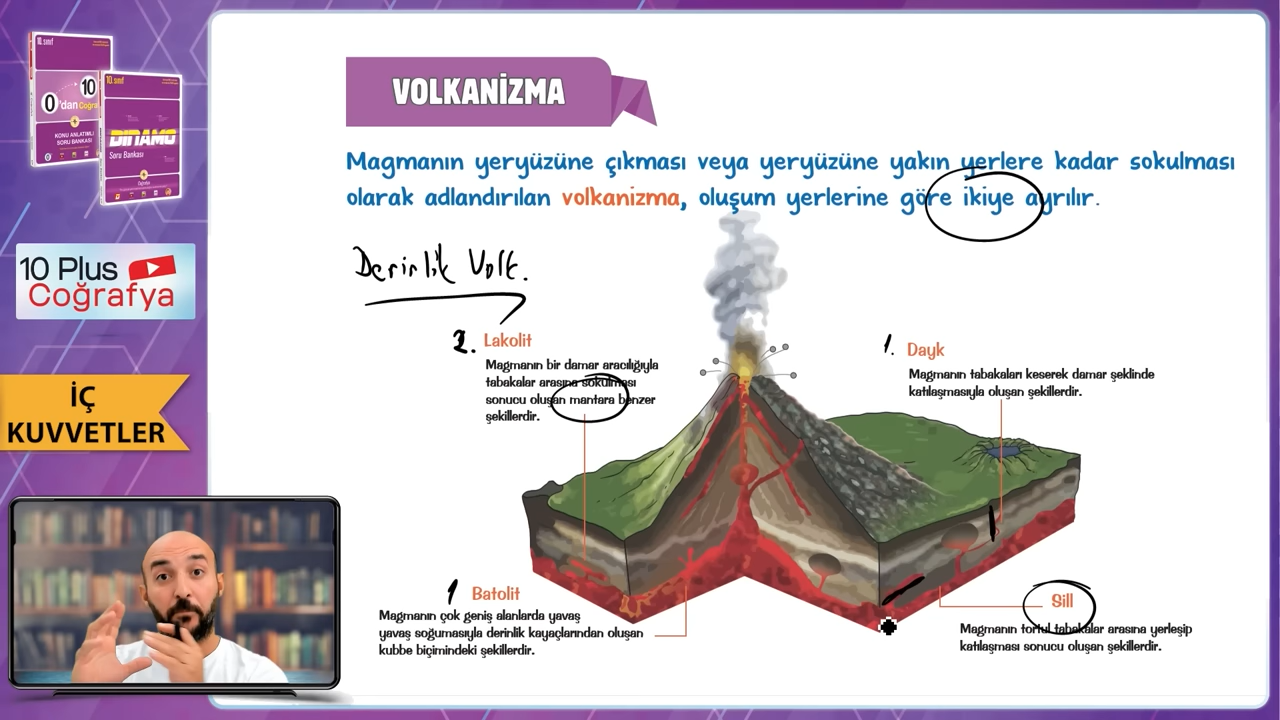 10. sınıf
0'dan 10
Coğra
KONU ANLATIMLI
SORU BANKASI
10. sınıf
DİNAMO
Soru Bankası
Coğrafya
10 Plus
Coğrafya
İÇ
KUVVETLER
VOLKANİZMA
Magmanın yeryüzüne çıkması veya yeryüzüne yakın yerlere kadar sokulması
olarak adlandırılan volkanizma, oluşum yerlerine göre ikiye ayrılır.
Derinlik Volk.
2. Lakolit
Magmanın bir damar aracılığıyla
tabakalar arasına sokulması
sonucu oluşan mantara benzer
şekillerdir.
1. Dayk
Magmanın tabakaları keserek damar şeklinde
katılaşmasıyla oluşan şekillerdir.
1 Batolit
Magmanın çok geniş alanlarda yavaş
yavaş soğumasıyla derinlik kayaçlarından oluşan
kubbe biçimindeki şekillerdir.
Sill
Magmanın tortul tabakalar arasına yerleşip
katılaşması sonucu oluşan şekillerdir.